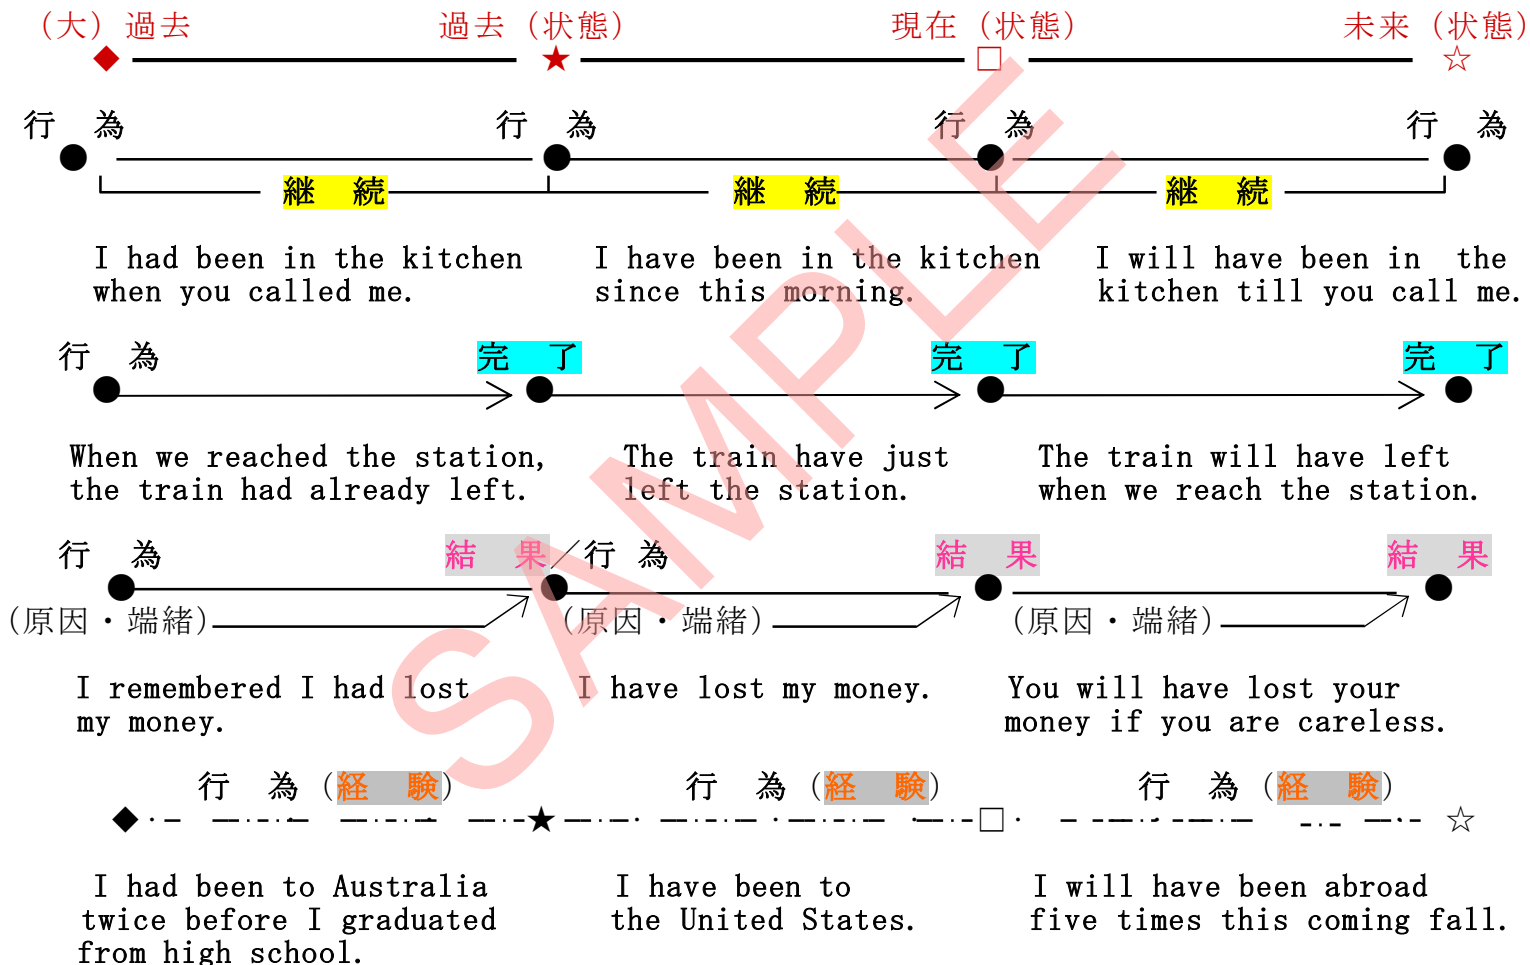 (大)過去 過去(状態) 現在(状態) 未来(状態)
◆ ★ □ ☆
行 為 行 為 行 為 行 為
継 続 継 続 継 続
I had been in the kitchen
when you called me.
I have been in the kitchen
since this morning.
I will have been in the
kitchen till you call me.
行 為 完 了 完 了 完 了
When we reached the station,
the train had already left.
The train have just
left the station.
The train will have left
when we reach the station.
行 為 結 果/行 為 結 果 結 果
(原因・端緒) (原因・端緒) (原因・端緒)
I remembered I had lost
my money.
I have lost my money.
You will have lost your
money if you are careless.
行 為(経 験) 行 為(経 験) 行 為(経 験)
◆ ★ □ ☆
I had been to Australia
twice before I graduated
from high school.
I have been to
the United States.
I will have been abroad
five times this coming fall.
SAMPLE